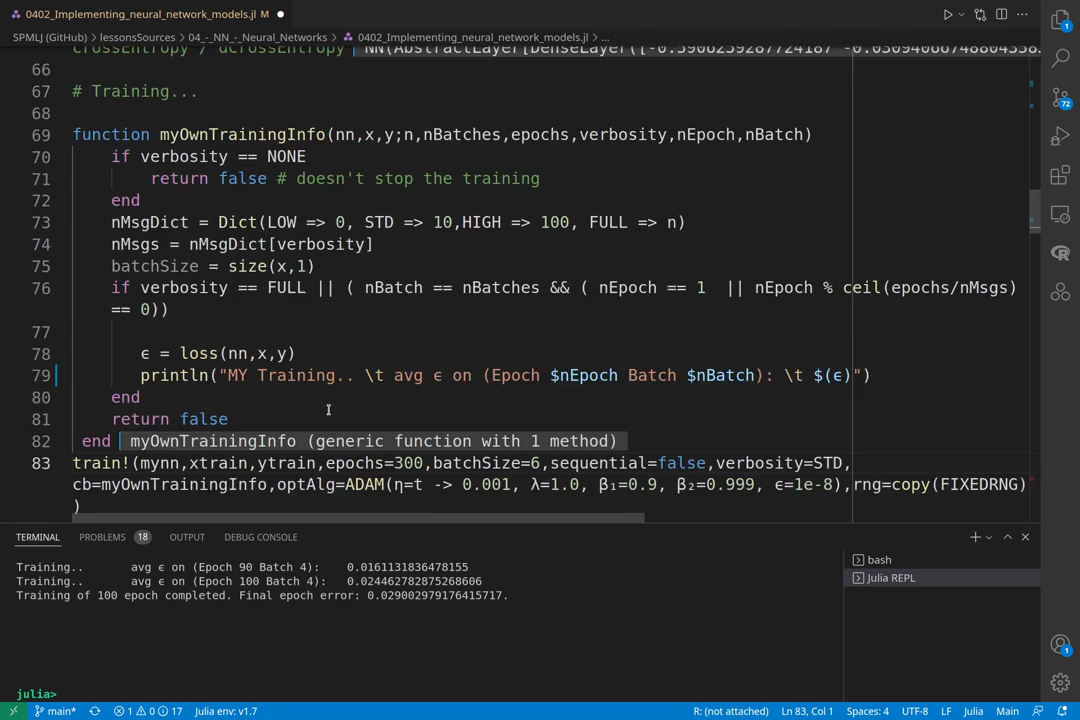 0402_Implementing_neural_network_models.jl M
SPMLJ (GitHub) > lessonsSources > 04_-_NN_-_Neural_Networks > 0402_Implementing_neural_network_models.jl > ...
crossEntropy / dCrossEntropy
66
67 # Training...
68
69 function myOwnTrainingInfo(nn,x,y;n,nBatches,epochs,verbosity,nEpoch,nBatch)
70 if verbosity == NONE
71 return false # doesn't stop the training
72 end
73 nMsgDict = Dict(LOW => 0, STD => 10,HIGH => 100, FULL => n)
74 nMsgs = nMsgDict[verbosity]
75 batchSize = size(x,1)
76 if verbosity == FULL || ( nBatch == nBatches && ( nEpoch == 1  || nEpoch % ceil(epochs/nMsgs)
== 0))
77
78 ϵ = loss(nn,x,y)
79 println("MY Training.. \t avg ϵ on (Epoch $nEpoch Batch $nBatch): \t $(ϵ)")
80 end
81 return false
82 end myOwnTrainingInfo (generic function with 1 method)
83 train!(mynn,xtrain,ytrain,epochs=300,batchSize=6,sequential=false,verbosity=STD,
cb=myOwnTrainingInfo,optAlg=ADAM(η=t -> 0.001, λ=1.0, β₁=0.9, β₂=0.999, ϵ=1e-8),rng=copy(FIXEDRNG)
)
TERMINAL PROBLEMS 18 OUTPUT DEBUG CONSOLE
Training.. avg ϵ on (Epoch 90 Batch 4): 0.0161131836478155
Training.. avg ϵ on (Epoch 100 Batch 4): 0.024462782875268606
Training of 100 epoch completed. Final epoch error: 0.029002979176415717.
julia>
bash
Julia REPL
1
72
1
main* 1 0 17 Julia env: v1.7 R: (not attached) Ln 83, Col 1 Spaces: 4 UTF-8 LF Julia Main